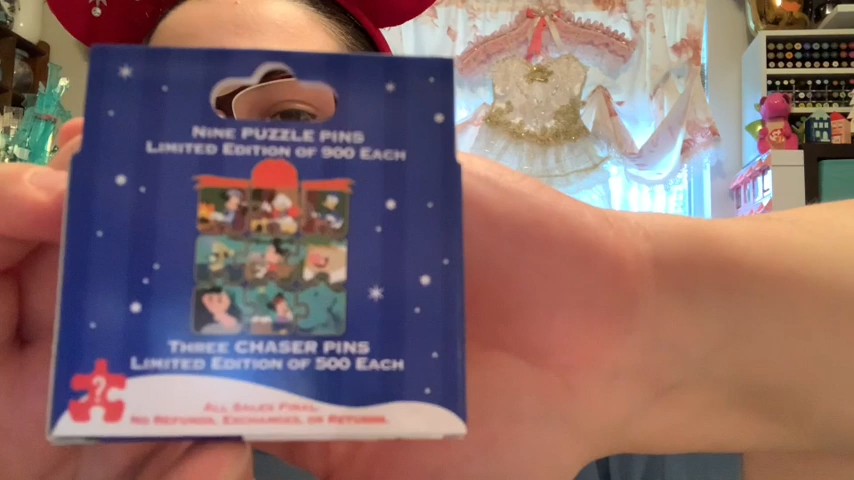 NINE PUZZLE PINS
LIMITED EDITION OF 900 EACH
THREE CHASER PINS
LIMITED EDITION OF 500 EACH
?
ALL SALES FINAL.
NO REFUNDS, EXCHANGES, OR RETURNS.